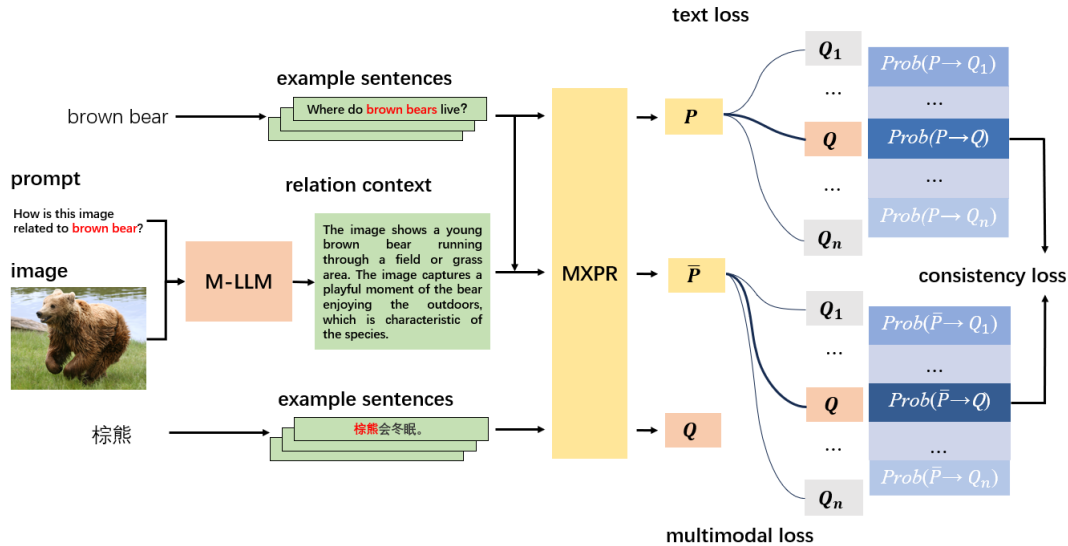 text loss
example sentences
brown bear
Where do brown bears live?
prompt
How is this image
related to brown bear?
image
M-LLM
relation context
The image shows a young
brown bear running
through a field or grass
area. The image captures a
playful moment of the bear
enjoying the outdoors,
which is characteristic of
the species.
棕熊
example sentences
棕熊会冬眠。
MXPR
P
P̄
Q
Q₁
...
Q
...
Qₙ
Prob(P→ Q₁)
...
Prob(P→Q)
...
Prob(P→ Qₙ)
consistency loss
Q₁
...
Q
...
Qₙ
Prob(P̄→ Q₁)
...
Prob(P̄→Q)
...
Prob(P̄→ Qₙ)
multimodal loss